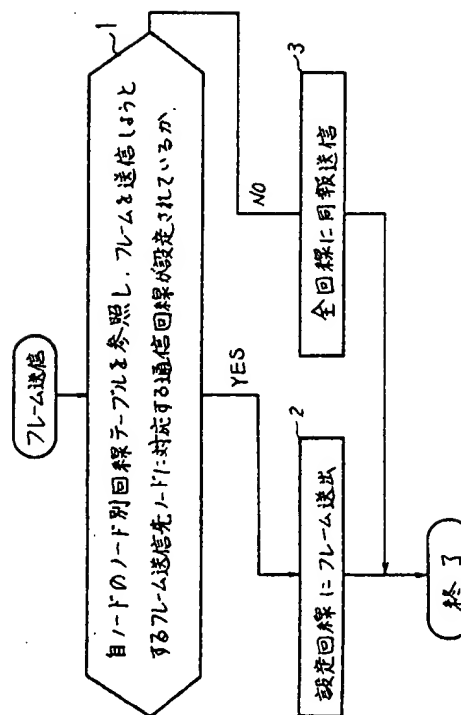 フレーム送信
1
自ノードのノード別回線テーブルを参照し、フレームを送信しようと
するフレーム送信先ノードに対応する通信回線が設定されているか.
YES
NO
2
設定回線にフレーム送出
3
全回線に同報送信
終了